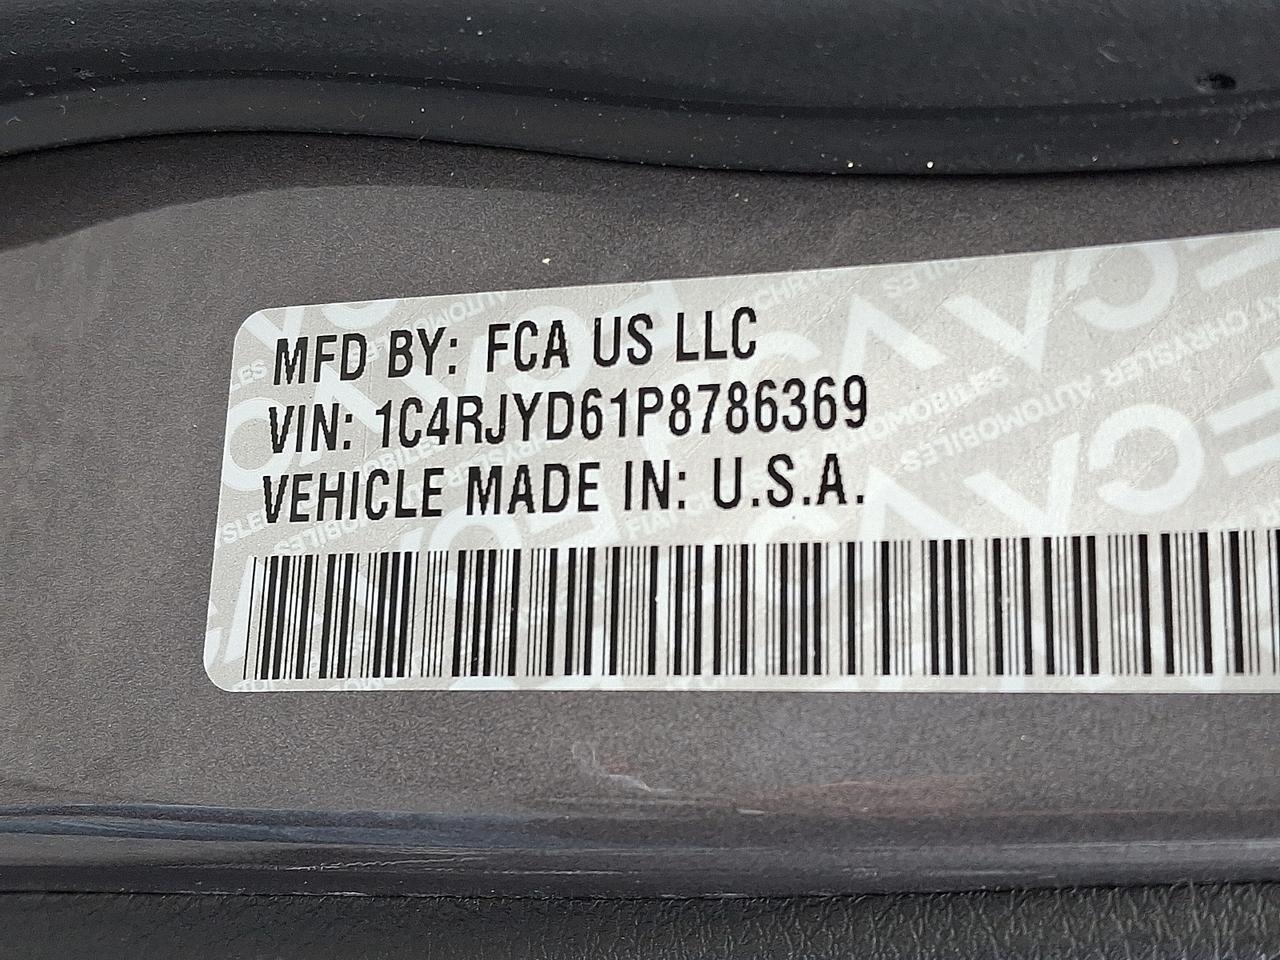 MFD BY: FCA US LLC
VIN: 1C4RJYD61P8786369
VEHICLE MADE IN: U.S.A.